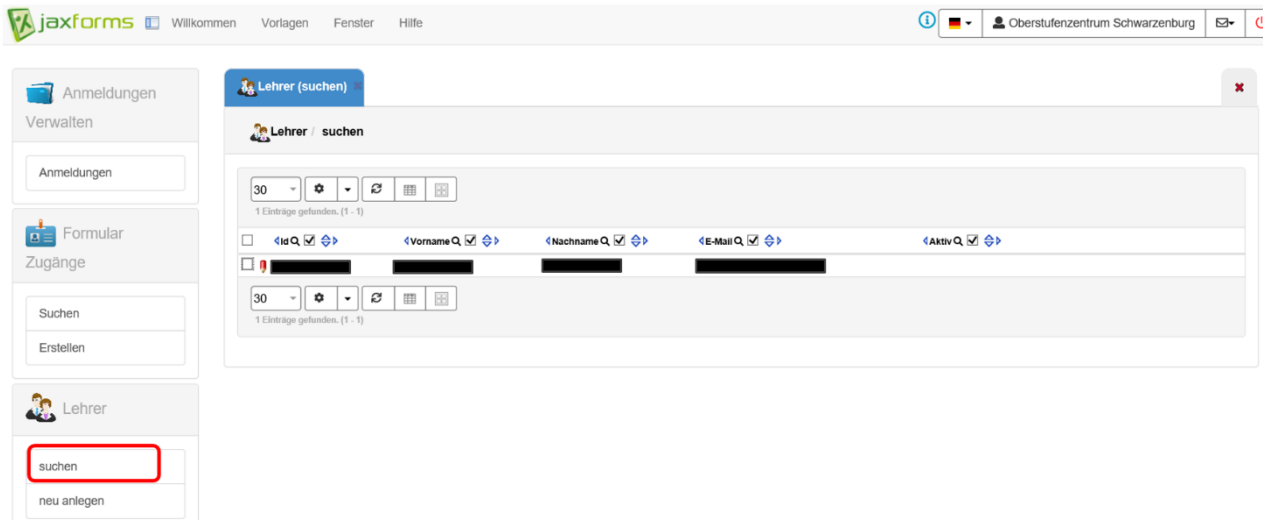 jaxforms Willkommen Vorlagen Fenster Hilfe Oberstufenzentrum Schwarzenburg
Anmeldungen
Verwalten
Anmeldungen
Formular
Zugänge
Suchen
Erstellen
Lehrer
suchen
neu anlegen
Lehrer (suchen)
Lehrer / suchen
30
1 Einträge gefunden. (1 - 1)
Id Vorname Nachname E-Mail Aktiv
30
1 Einträge gefunden. (1 - 1)